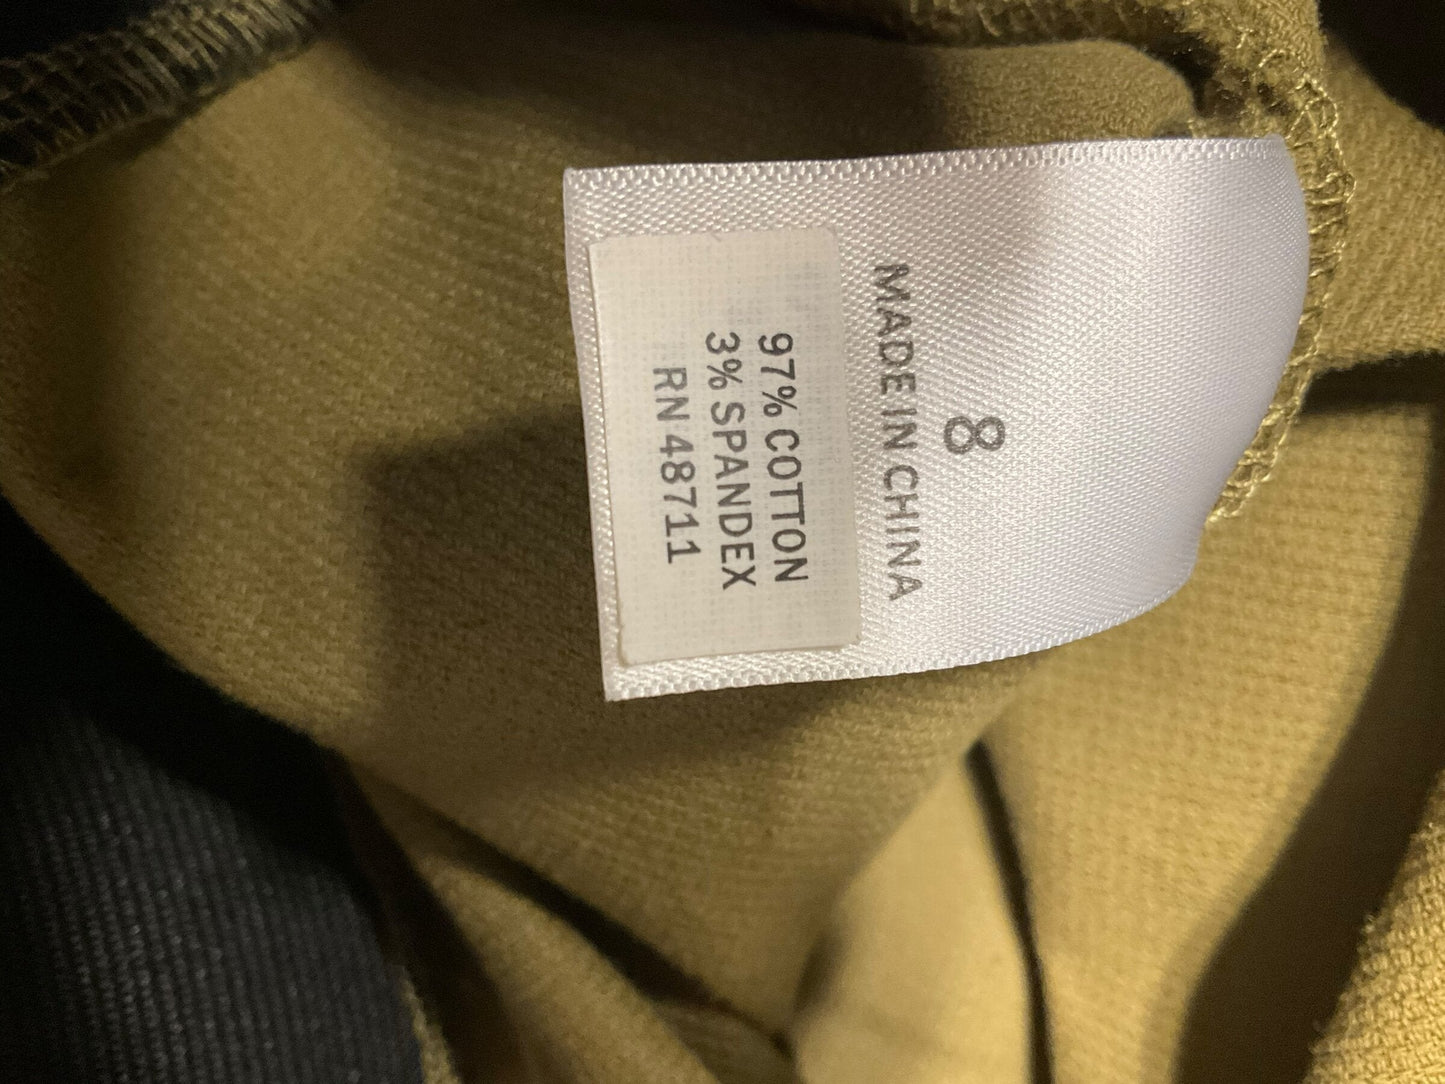 8
MADE IN CHINA
97% COTTON
3% SPANDEX
RN 48711